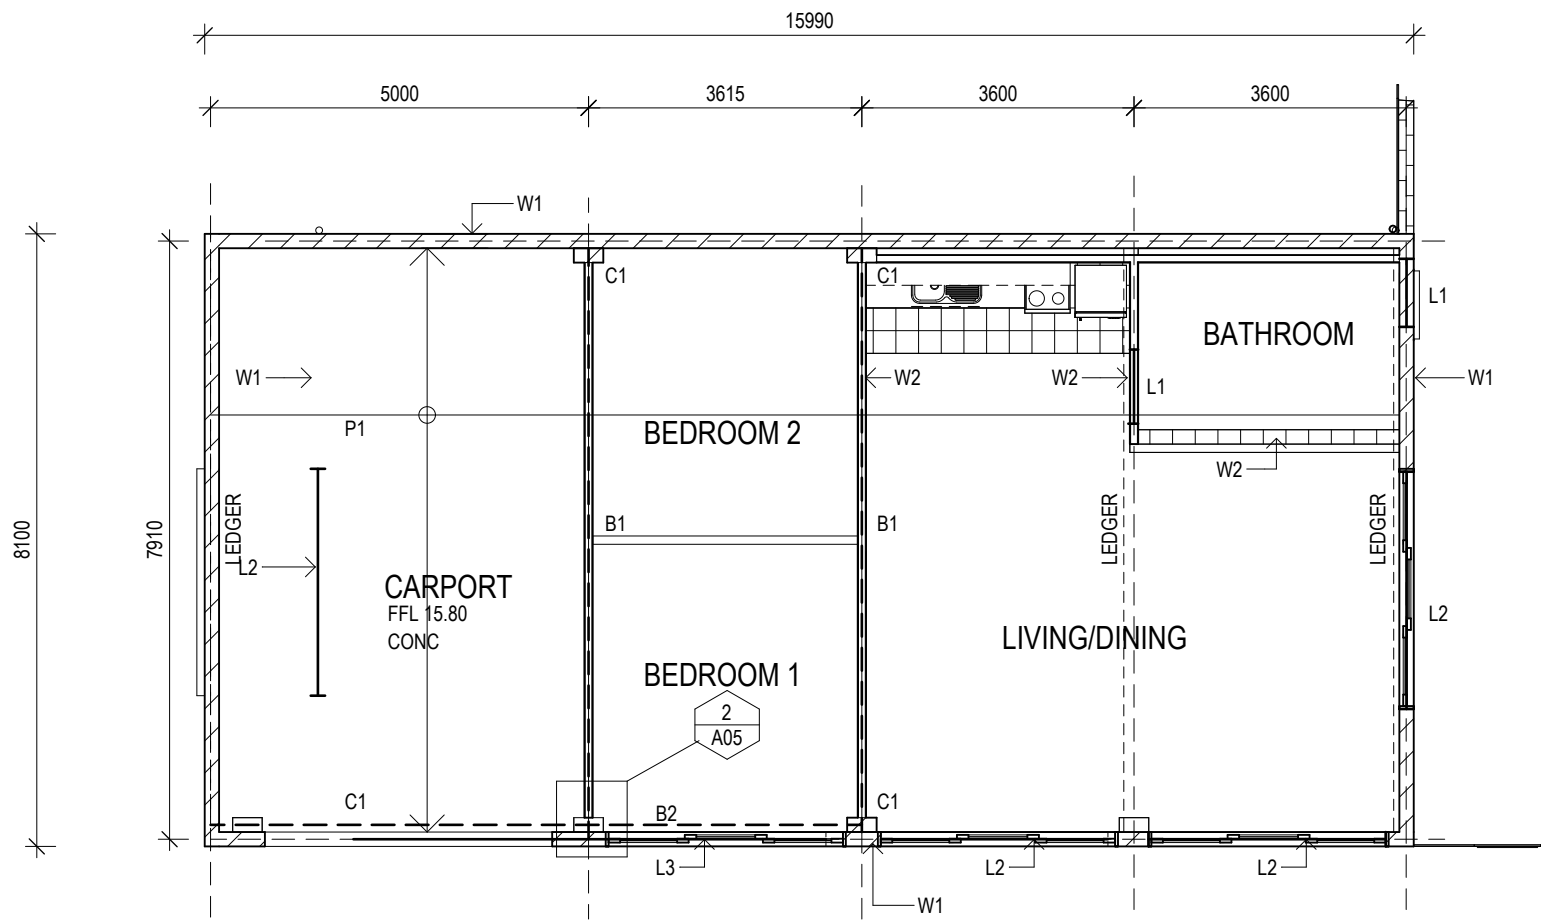 15990
5000 3615 3600 3600
W1
C1 C1 L1
BATHROOM
W1 W2 W2 L1 W1
P1 BEDROOM 2
W2
LEDGER LEDGER LEDGER
8100 7910
B1 B1
L2
CARPORT
FFL 15.80
CONC
L2
LIVING/DINING
BEDROOM 1
2
A05
C1 B2 C1
L3 L2 L2
W1